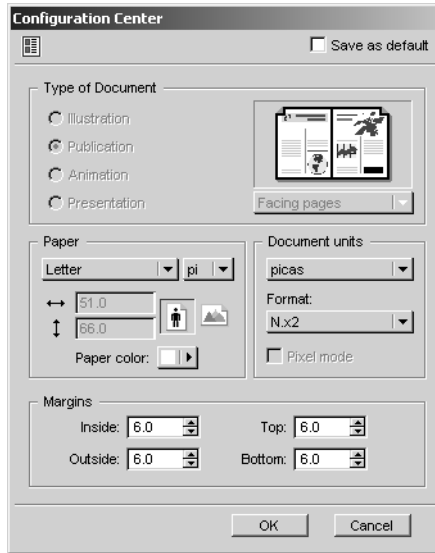 Configuration Center
Save as default
Type of Document
Illustration
Publication
Animation
Presentation
Facing pages
Paper
Letter pi
51.0
66.0
Paper color:
Document units
picas
Format:
N.x2
Pixel mode
Margins
Inside: 6.0 Top: 6.0
Outside: 6.0 Bottom: 6.0
OK Cancel